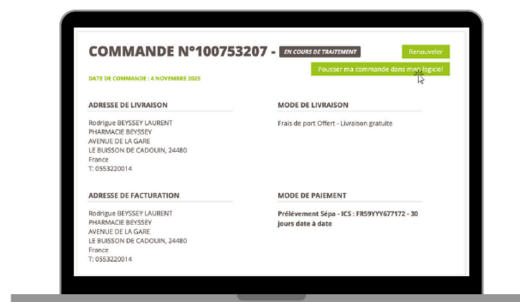 COMMANDE N°100753207 - EN COURS DE TRAITEMENT
Renouveler
Pousser ma commande dans mon logiciel
DATE DE COMMANDE : 4 NOVEMBRE 2025
ADRESSE DE LIVRAISON
Rodrigue BEYSSEY LAURENT
PHARMACIE BEYSSEY
AVENUE DE LA GARE
LE BUISSON DE CADOUIN, 24480
France
T: 0553220014
MODE DE LIVRAISON
Frais de port Offert - Livraison gratuite
ADRESSE DE FACTURATION
Rodrigue BEYSSEY LAURENT
PHARMACIE BEYSSEY
AVENUE DE LA GARE
LE BUISSON DE CADOUIN, 24480
France
T: 0553220014
MODE DE PAIEMENT
Prélèvement Sépa - ICS : FR59YYY677172 - 30
jours date à date